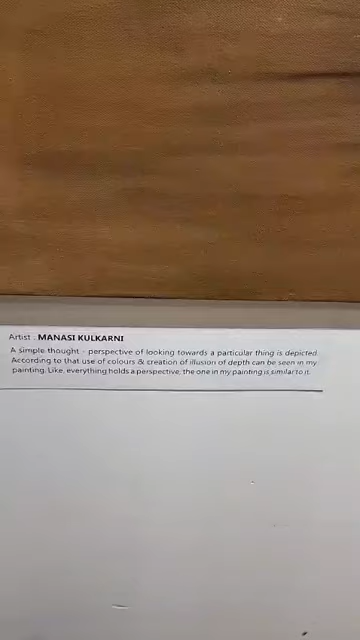 Artist : MANASI KULKARNI
A simple thought - perspective of looking towards a particular thing is depicted.
According to that use of colours & creation of illusion of depth can be seen in my
painting. Like, everything holds a perspective; the one in my painting is similar to it.